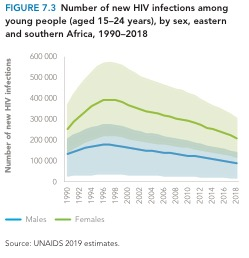 FIGURE 7.3 Number of new HIV infections among
young people (aged 15–24 years), by sex, eastern
and southern Africa, 1990–2018
Number of new HIV infections
600 000
500 000
400 000
300 000
200 000
100 000
0
1990 1992 1994 1996 1998 2000 2002 2004 2006 2008 2010 2012 2014 2016 2018
Males Females
Source: UNAIDS 2019 estimates.